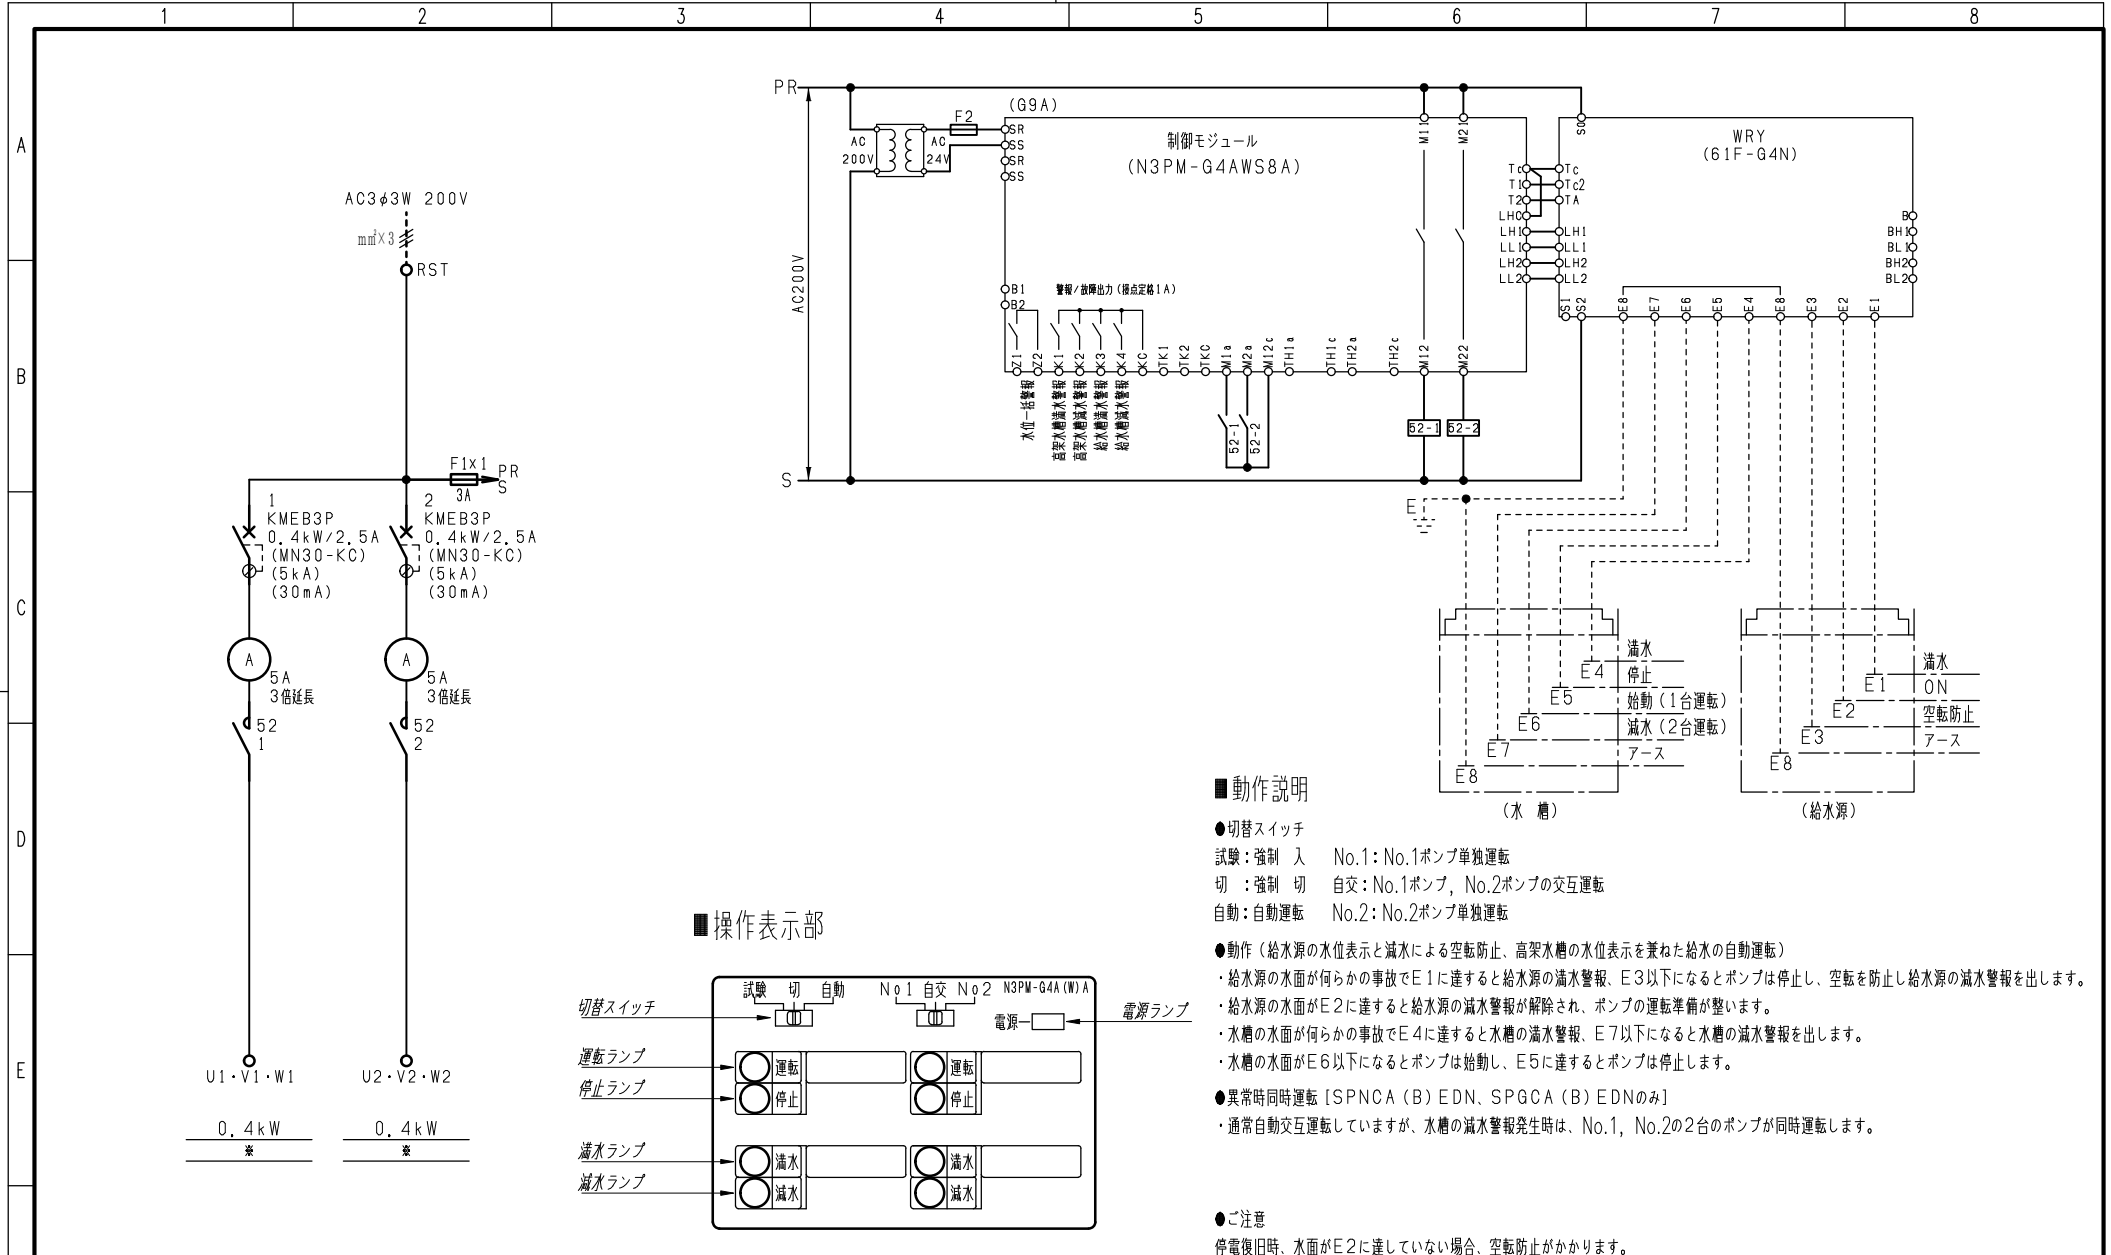 1 2 3 4 5 6 7 8
A
B
C
D
E
AC3φ3W 200V
mm²×3
RST
F1×1
3A
PR
S
1
KMEB3P
0.4kW/2.5A
(MN30-KC)
(5kA)
(30mA)
2
KMEB3P
0.4kW/2.5A
(MN30-KC)
(5kA)
(30mA)
A
5A
3倍延長
A
5A
3倍延長
52
1
52
2
U1・V1・W1
U2・V2・W2
0.4kW
※
0.4kW
※
PR
AC200V
S
AC
200V
AC
24V
F2
(G9A)
SR
SS
SR
SS
制御モジュール
(N3PM-G4AWS8A)
M11
M21
B1
B2
警報/故障出力(接点定格1A)
Z1
Z2
K1
K2
K3
K4
KC
TK1
TK2
TKC
M1a
M2a
M12c
TH1a
TH1c
TH2a
TH2c
M12
M22
水位一括警報
高架水槽満水警報
高架水槽減水警報
給水槽満水警報
給水槽減水警報
52-1
52-2
52-1
52-2
Tc
T1
T2
LHC
LH1
LL1
LH2
LL2
Tc
Tc2
TA
LH1
LL1
LH2
LL2
S0
WRY
(61F-G4N)
B
BH1
BL1
BH2
BL2
S1
S2
E8
E7
E6
E5
E4
E8
E3
E2
E1
E
満水
E4
停止
E5
始動(1台運転)
E6
減水(2台運転)
E7
アース
E8
(水 槽)
満水
E1
ON
E2
空転防止
E3
アース
E8
(給水源)
■動作説明
●切替スイッチ
試験:強制 入 No.1:No.1ポンプ単独運転
切 :強制 切 自交:No.1ポンプ, No.2ポンプの交互運転
自動:自動運転 No.2:No.2ポンプ単独運転
●動作(給水源の水位表示と減水による空転防止、高架水槽の水位表示を兼ねた給水の自動運転)
・給水源の水面が何らかの事故でE1に達すると給水源の満水警報、E3以下になるとポンプは停止し、空転を防止し給水源の減水警報を出します。
・給水源の水面がE2に達すると給水源の減水警報が解除され、ポンプの運転準備が整います。
・水槽の水面が何らかの事故でE4に達すると水槽の満水警報、E7以下になると水槽の減水警報を出します。
・水槽の水面がE6以下になるとポンプは始動し、E5に達するとポンプは停止します。
●異常時同時運転[SPNCA(B)EDN、SPGCA(B)EDNのみ]
・通常自動交互運転していますが、水槽の減水警報発生時は、No.1, No.2の2台のポンプが同時運転します。
●ご注意
停電復旧時、水面がE2に達していない場合、空転防止がかかります。
■操作表示部
試験 切 自動 No1 自交 No2 N3PM-G4A(W)A
切替スイッチ
電源
電源ランプ
運転ランプ
運転
運転
停止ランプ
停止
停止
満水ランプ
満水
満水
減水ランプ
減水
減水